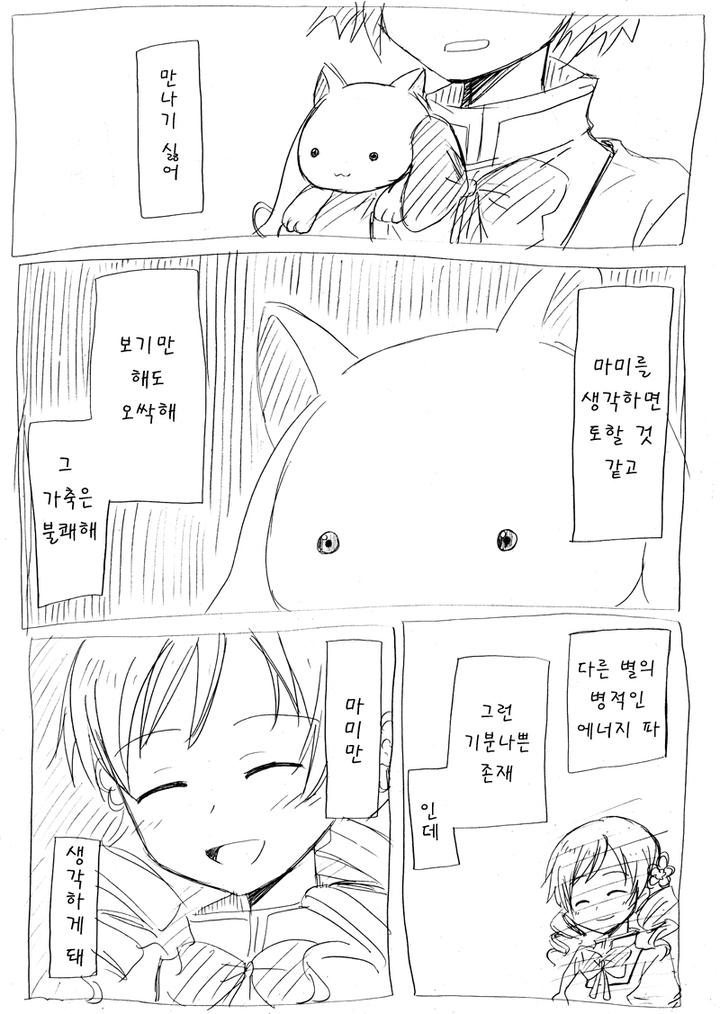 만나기 싫어
마미를
생각하면
토할 것
같고
보기만
해도
오싹해
그
가축은
불쾌해
다른 별의
병적인
에너지 파
그런
기분나쁜
존재
인데
마미만
생각하게 돼